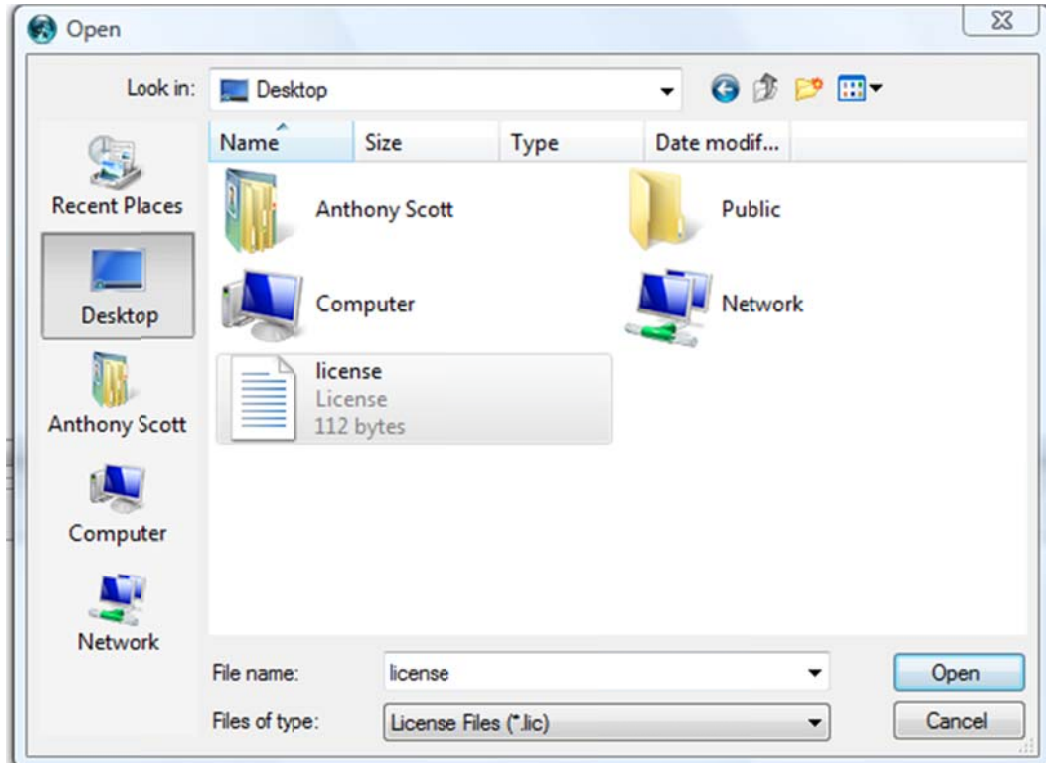 Open
Look in: Desktop
Name Size Type Date modif...
Recent Places
Desktop
Anthony Scott
Computer
Network
Anthony Scott Public
Computer Network
license
License
112 bytes
File name: license Open
Files of type: License Files (*.lic) Cancel